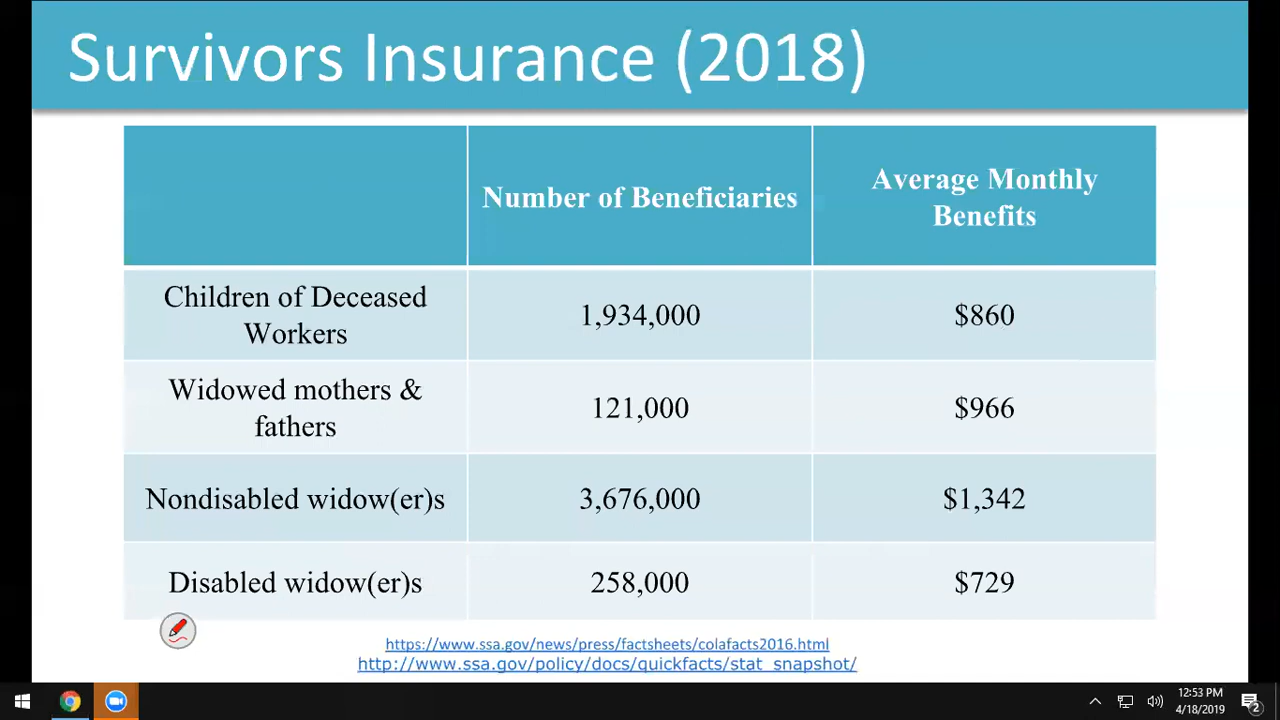 Survivors Insurance (2018)
Number of Beneficiaries
Average Monthly
Benefits
Children of Deceased
Workers
1,934,000
$860
Widowed mothers &
fathers
121,000
$966
Nondisabled widow(er)s
3,676,000
$1,342
Disabled widow(er)s
258,000
$729
https://www.ssa.gov/news/press/factsheets/colafacts2016.html
http://www.ssa.gov/policy/docs/quickfacts/stat_snapshot/
12:53 PM
4/18/2019
2